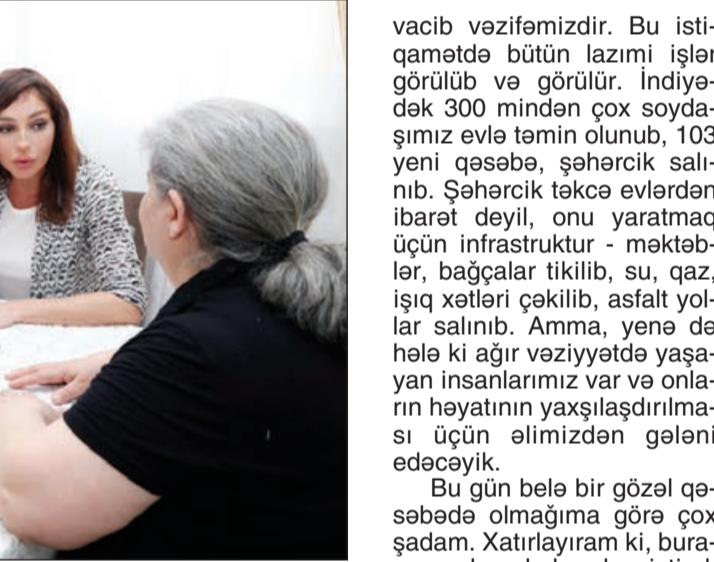 vacib vəzifəmizdir. Bu isti-
qamətdə bütün lazımi işlər
görülüb və görülür. İndiyə-
dək 300 mindən çox soyda-
şımız evlə təmin olunub, 103
yeni qəsəbə, şəhərcik salı-
nıb. Şəhərcik təkcə evlərdən
ibarət deyil, onu yaratmaq
üçün infrastruktur - məktəb-
lər, bağçalar tikilib, su, qaz,
işıq xətləri çəkilib, asfalt yol-
lar salınıb. Amma, yenə də
hələ ki ağır vəziyyətdə yaşa-
yan insanlarımız var və onla-
rın həyatının yaxşılaşdırılma-
sı üçün əlimizdən gələni
edəcəyik.
Bu gün belə bir gözəl qə-
səbədə olmağıma görə çox
şadam. Xatırlayıram ki, bura-